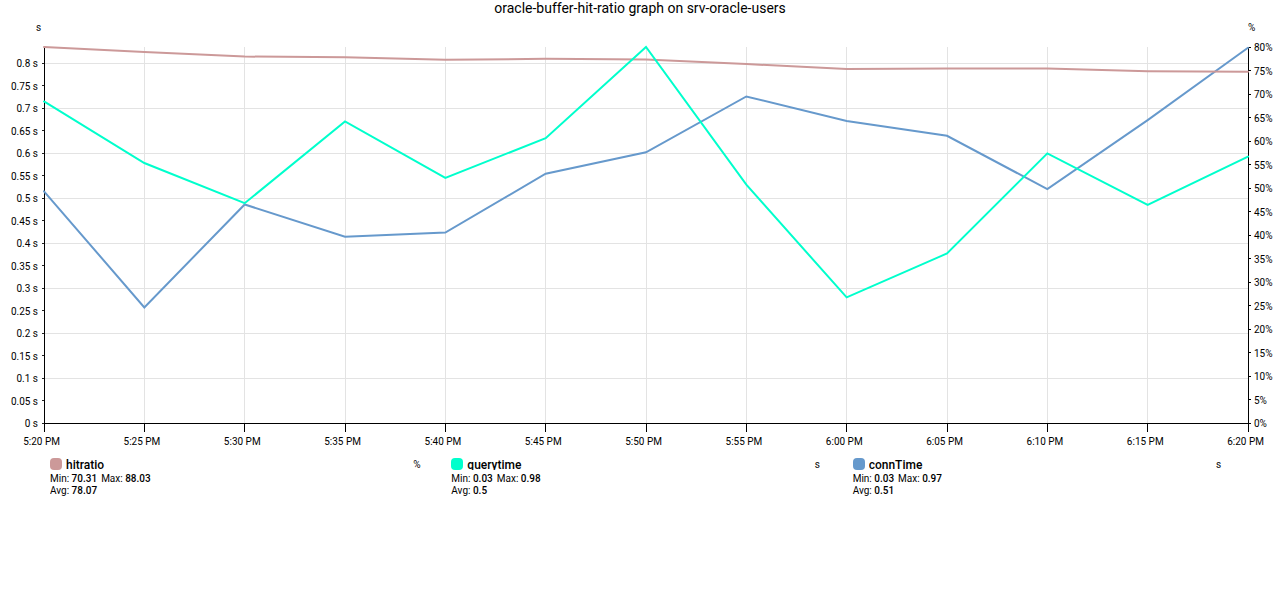 oracle-buffer-hit-ratio graph on srv-oracle-users
s
%
0.8 s
0.75 s
0.7 s
0.65 s
0.6 s
0.55 s
0.5 s
0.45 s
0.4 s
0.35 s
0.3 s
0.25 s
0.2 s
0.15 s
0.1 s
0.05 s
0 s
80%
75%
70%
65%
60%
55%
50%
45%
40%
35%
30%
25%
20%
15%
10%
5%
0%
5:20 PM 5:25 PM 5:30 PM 5:35 PM 5:40 PM 5:45 PM 5:50 PM 5:55 PM 6:00 PM 6:05 PM 6:10 PM 6:15 PM 6:20 PM
hitratio %
Min: 70.31 Max: 88.03
Avg: 78.07
querytime s
Min: 0.03 Max: 0.98
Avg: 0.5
connTime s
Min: 0.03 Max: 0.97
Avg: 0.51